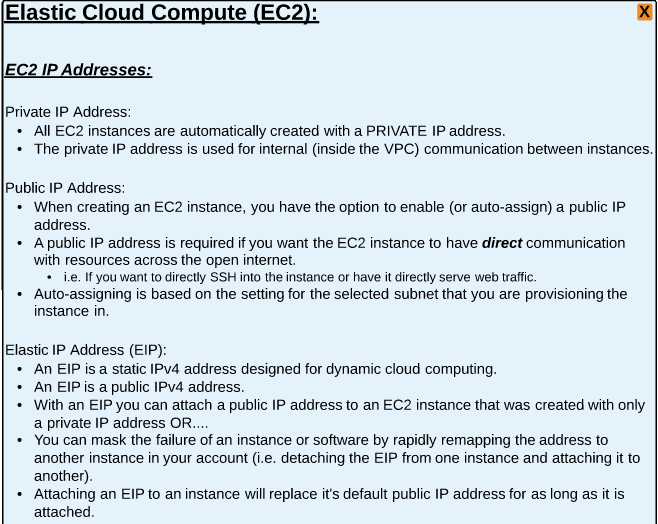 Elastic Cloud Compute (EC2):
X
EC2 IP Addresses:
Private IP Address:
• All EC2 instances are automatically created with a PRIVATE IP address.
• The private IP address is used for internal (inside the VPC) communication between instances.
Public IP Address:
• When creating an EC2 instance, you have the option to enable (or auto-assign) a public IP
address.
• A public IP address is required if you want the EC2 instance to have direct communication
with resources across the open internet.
• i.e. If you want to directly SSH into the instance or have it directly serve web traffic.
• Auto-assigning is based on the setting for the selected subnet that you are provisioning the
instance in.
Elastic IP Address (EIP):
• An EIP is a static IPv4 address designed for dynamic cloud computing.
• An EIP is a public IPv4 address.
• With an EIP you can attach a public IP address to an EC2 instance that was created with only
a private IP address OR....
• You can mask the failure of an instance or software by rapidly remapping the address to
another instance in your account (i.e. detaching the EIP from one instance and attaching it to
another).
• Attaching an EIP to an instance will replace it's default public IP address for as long as it is
attached.